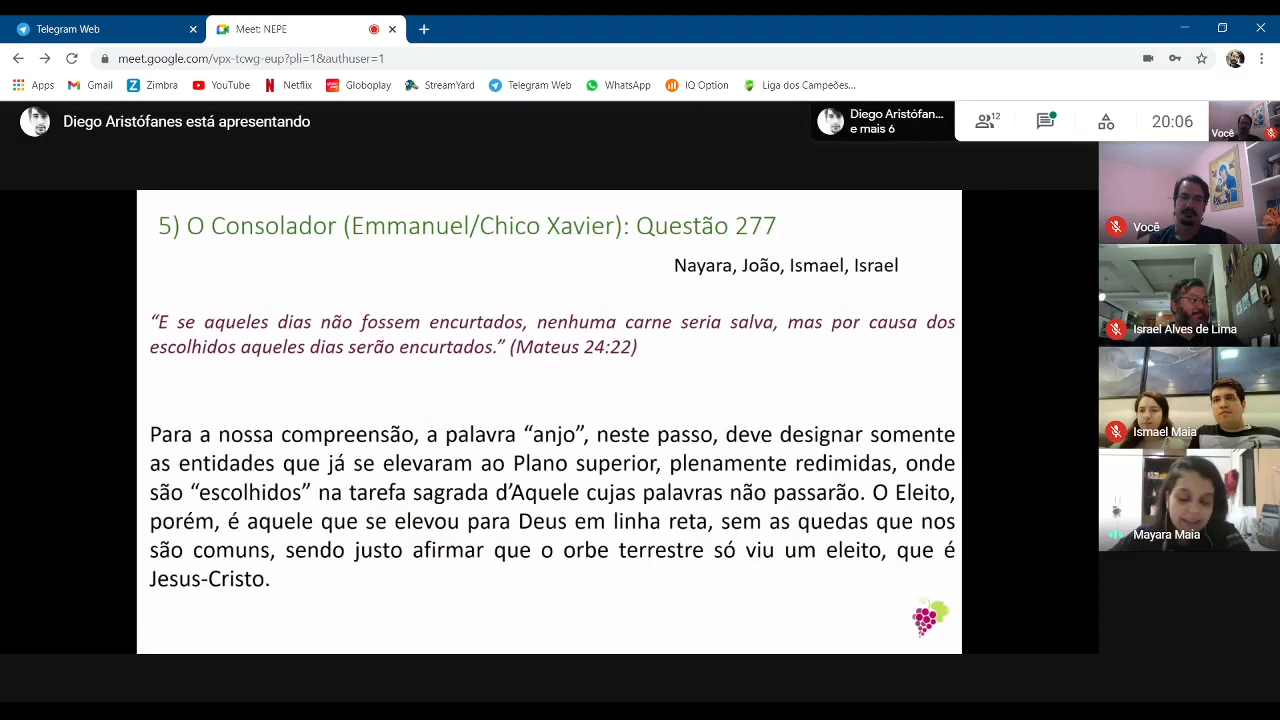 Telegram Web
Meet: NEPE
meet.google.com/vpx-tcwg-eup?pli=1&authuser=1
Apps
Gmail
Zimbra
YouTube
Netflix
Globoplay
StreamYard
Telegram Web
WhatsApp
IQ Option
Liga dos Campeões...
Diego Aristófanes está apresentando
Diego Aristófan...
e mais 6
12
20:06
Você
5) O Consolador (Emmanuel/Chico Xavier): Questão 277
Nayara, João, Ismael, Israel
“E se aqueles dias não fossem encurtados, nenhuma carne seria salva, mas por causa dos
escolhidos aqueles dias serão encurtados.” (Mateus 24:22)
Para a nossa compreensão, a palavra “anjo”, neste passo, deve designar somente
as entidades que já se elevaram ao Plano superior, plenamente redimidas, onde
são “escolhidos” na tarefa sagrada d’Aquele cujas palavras não passarão. O Eleito,
porém, é aquele que se elevou para Deus em linha reta, sem as quedas que nos
são comuns, sendo justo afirmar que o orbe terrestre só viu um eleito, que é
Jesus-Cristo.
Você
Israel Alves de Lima
Ismael Maia
Mayara Maia